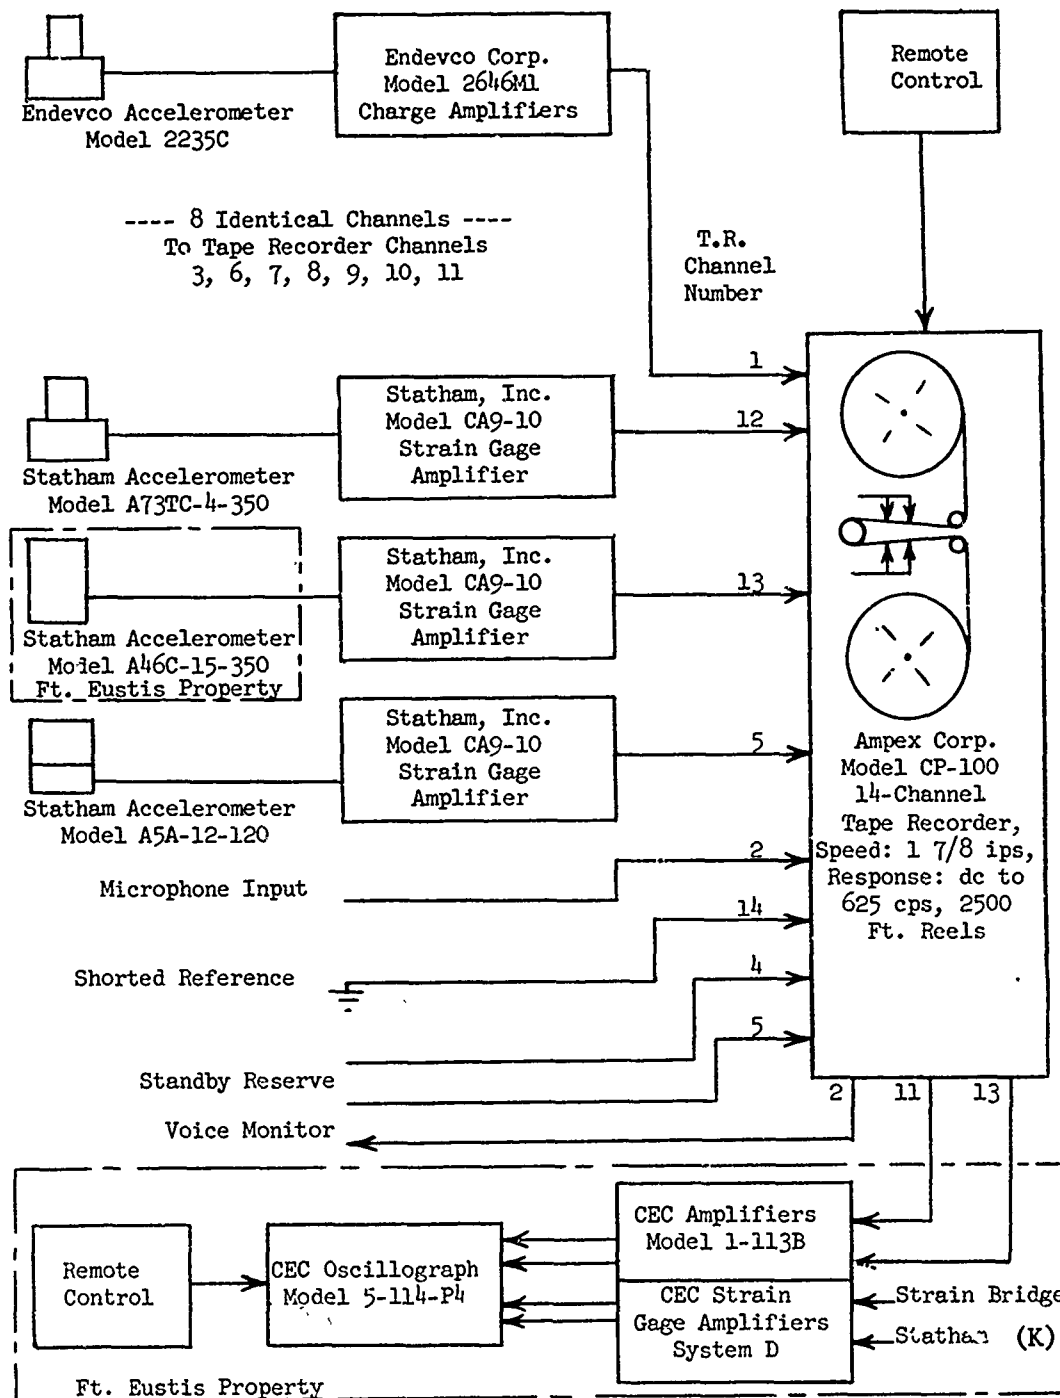 Endevco Corp.
Model 2646M1
Charge Amplifiers
Remote
Control
Endevco Accelerometer
Model 2235C
---- 8 Identical Channels ----
To Tape Recorder Channels
3, 6, 7, 8, 9, 10, 11
T.R.
Channel
Number
1
Statham, Inc.
Model CA9-10
Strain Gage
Amplifier
12
Statham Accelerometer
Model A73TC-4-350
Statham, Inc.
Model CA9-10
Strain Gage
Amplifier
13
Statham Accelerometer
Model A46C-15-350
Ft. Eustis Property
Statham, Inc.
Model CA9-10
Strain Gage
Amplifier
5
Statham Accelerometer
Model A5A-12-120
Ampex Corp.
Model CP-100
14-Channel
Tape Recorder,
Speed: 1 7/8 ips,
Response: dc to
625 cps, 2500
Ft. Reels
Microphone Input
2
14
Shorted Reference
4
5
Standby Reserve
Voice Monitor
2
11
13
CEC Amplifiers
Model 1-113B
Remote
Control
CEC Oscillograph
Model 5-114-P4
CEC Strain
Gage Amplifiers
System D
Strain Bridge
Statham (K)
Ft. Eustis Property